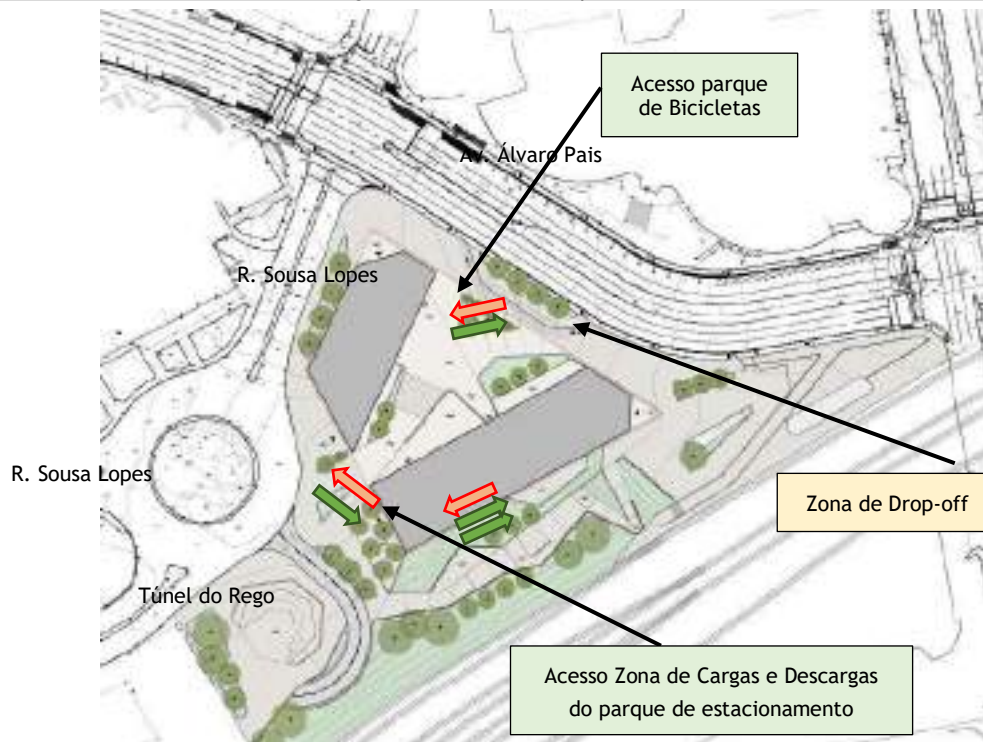 Acesso parque
de Bicicletas
Av. Álvaro Pais
R. Sousa Lopes
R. Sousa Lopes
Zona de Drop-off
Túnel do Rego
Acesso Zona de Cargas e Descargas
do parque de estacionamento